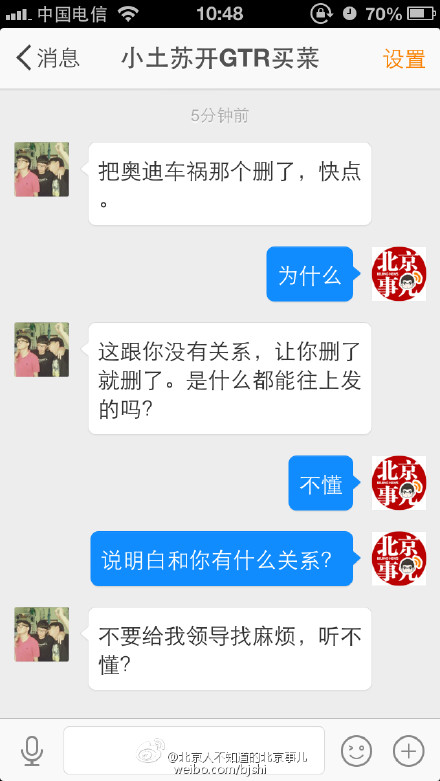 中国电信 10:48 70%
消息 小土苏开GTR买菜 设置
5分钟前
把奥迪车祸那个删了，快点
。
为什么
北京
事儿
这跟你没有关系，让你删了
就删了。是什么都能往上发
的吗？
不懂
北京
事儿
说明白和你有什么关系？
北京
事儿
不要给我领导找麻烦，听不
懂？
@北京人不知道的北京事儿
weibo.com/bjshi